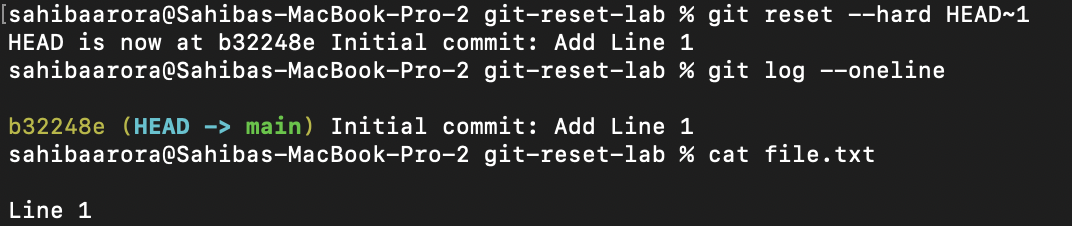 [sahibaarora@Sahibas-MacBook-Pro-2 git-reset-lab % git reset --hard HEAD~1
HEAD is now at b32248e Initial commit: Add Line 1
sahibaarora@Sahibas-MacBook-Pro-2 git-reset-lab % git log --oneline
b32248e (HEAD -> main) Initial commit: Add Line 1
sahibaarora@Sahibas-MacBook-Pro-2 git-reset-lab % cat file.txt
Line 1